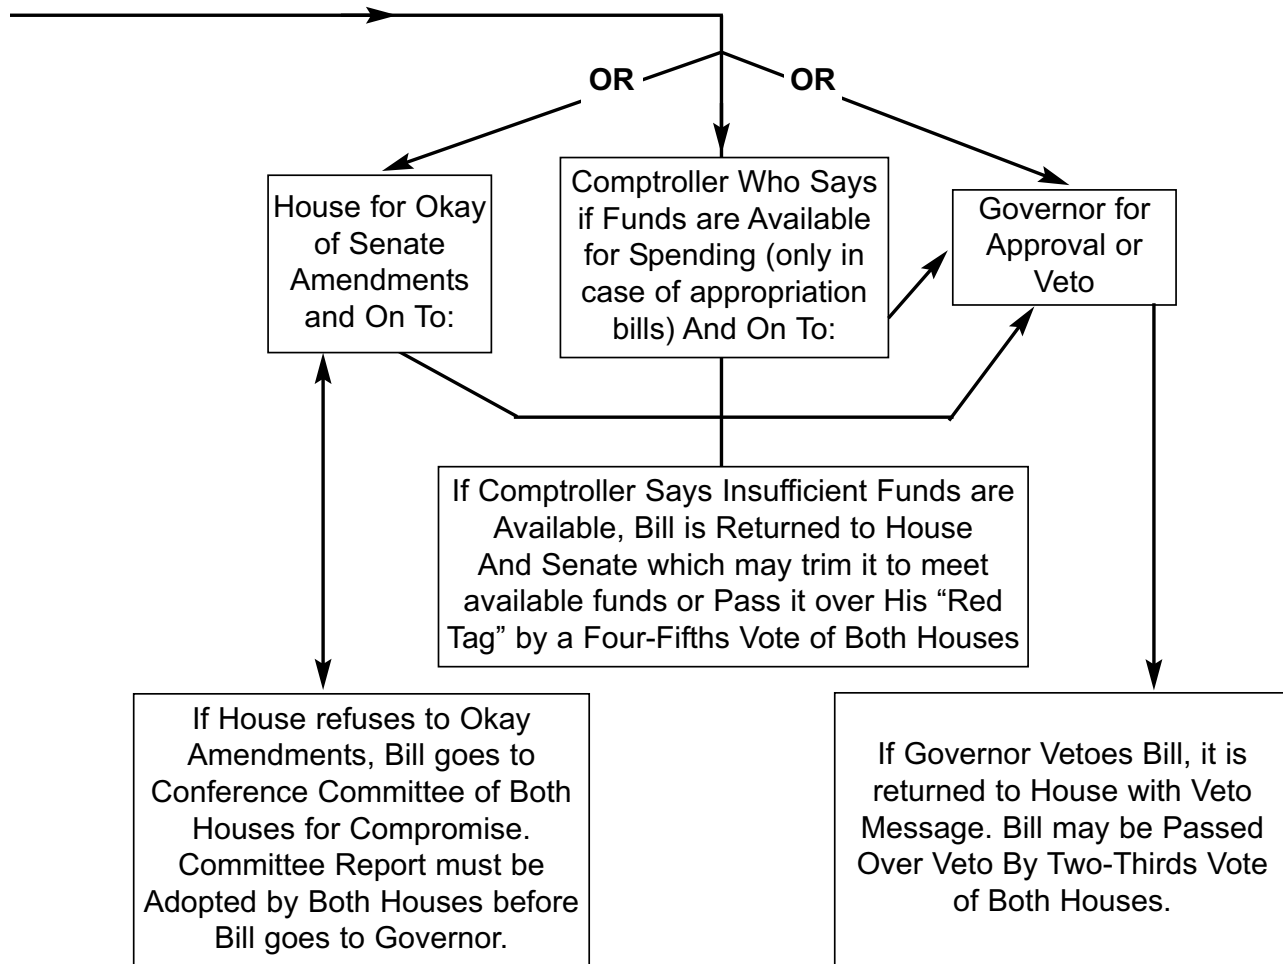 OR
OR
House for Okay
of Senate
Amendments
and On To:
Comptroller Who Says
if Funds are Available
for Spending (only in
case of appropriation
bills) And On To:
Governor for
Approval or
Veto
If Comptroller Says Insufficient Funds are
Available, Bill is Returned to House
And Senate which may trim it to meet
available funds or Pass it over His “Red
Tag” by a Four-Fifths Vote of Both Houses
If House refuses to Okay
Amendments, Bill goes to
Conference Committee of Both
Houses for Compromise.
Committee Report must be
Adopted by Both Houses before
Bill goes to Governor.
If Governor Vetoes Bill, it is
returned to House with Veto
Message. Bill may be Passed
Over Veto By Two-Thirds Vote
of Both Houses.